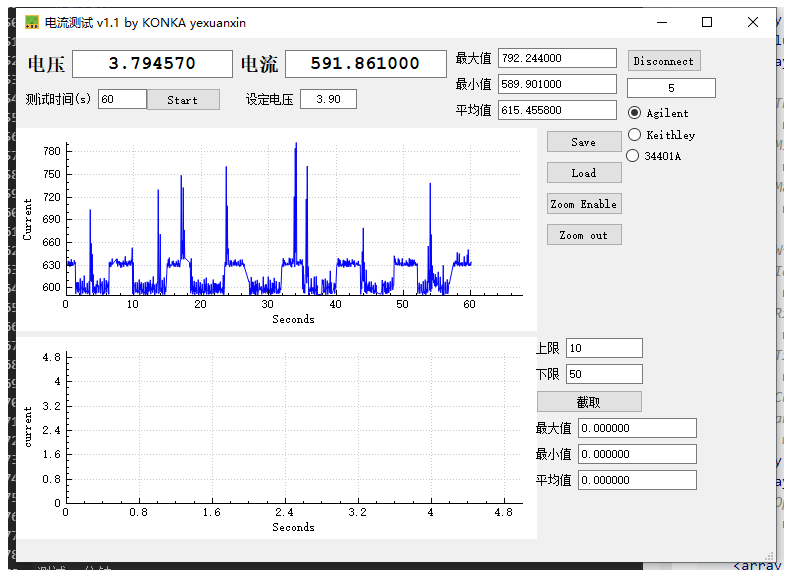 电流测试 v1.1 by KONKA yexuanxin
电压 3.794570 电流 591.861000
最大值 792.244000
最小值 589.901000
平均值 615.455800
Disconnect
5
测试时间(s) 60 Start 设定电压 3.90
Agilent
Keithley
34401A
Save
Load
Zoom Enable
Zoom out
Current
780
750
720
690
660
630
600
0 10 20 30 40 50 60
Seconds
上限 10
下限 50
截取
最大值 0.000000
最小值 0.000000
平均值 0.000000
current
4.8
4
3.2
2.4
1.6
0.8
0
0 0.8 1.6 2.4 3.2 4 4.8
Seconds
<array